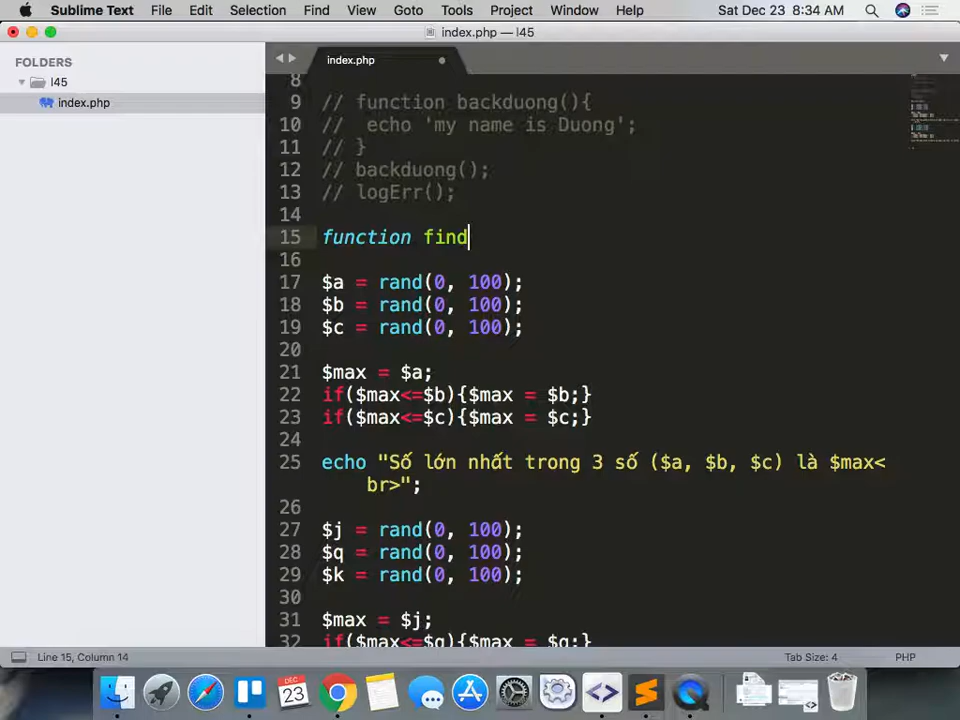 Sublime Text File Edit Selection Find View Goto Tools Project Window Help Sat Dec 23 8:34 AM
index.php — l45
FOLDERS
l45
index.php
index.php
8
9 // function backduong(){
10 //  echo 'my name is Duong';
11 // }
12 // backduong();
13 // logErr();
14
15 function find
16
17 $a = rand(0, 100);
18 $b = rand(0, 100);
19 $c = rand(0, 100);
20
21 $max = $a;
22 if($max<=$b){$max = $b;}
23 if($max<=$c){$max = $c;}
24
25 echo "Số lớn nhất trong 3 số ($a, $b, $c) là $max<
br>";
26
27 $j = rand(0, 100);
28 $q = rand(0, 100);
29 $k = rand(0, 100);
30
31 $max = $j;
32 if($max<=$q){$max = $q;}
Line 15, Column 14 Tab Size: 4 PHP
DEC
23